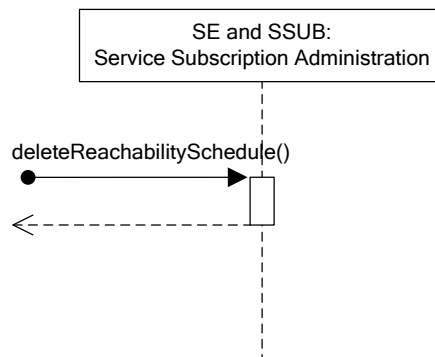 SE and SSUB:
Service Subscription Administration
deleteReachabilitySchedule()